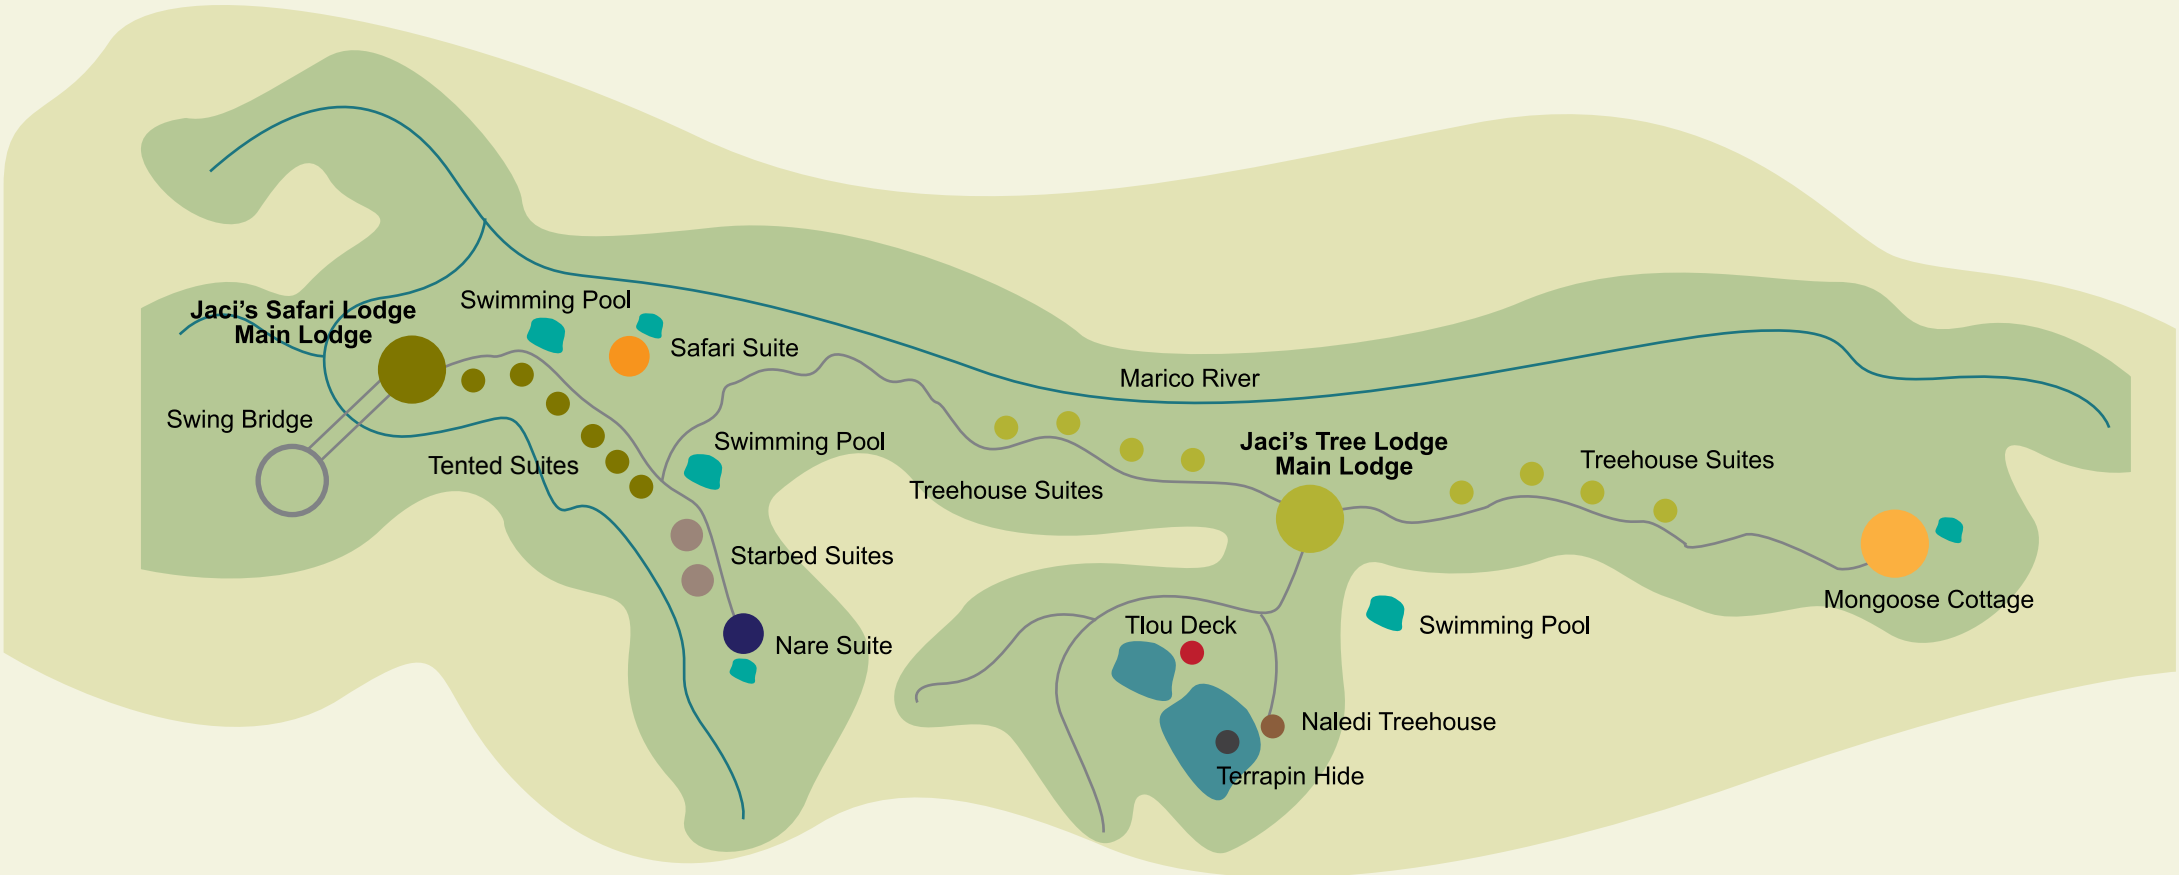 Jaci's Safari Lodge
Main Lodge
Swimming Pool
Safari Suite
Marico River
Swing Bridge
Tented Suites
Swimming Pool
Treehouse Suites
Jaci's Tree Lodge
Main Lodge
Treehouse Suites
Starbed Suites
Nare Suite
Tlou Deck
Swimming Pool
Mongoose Cottage
Naledi Treehouse
Terrapin Hide